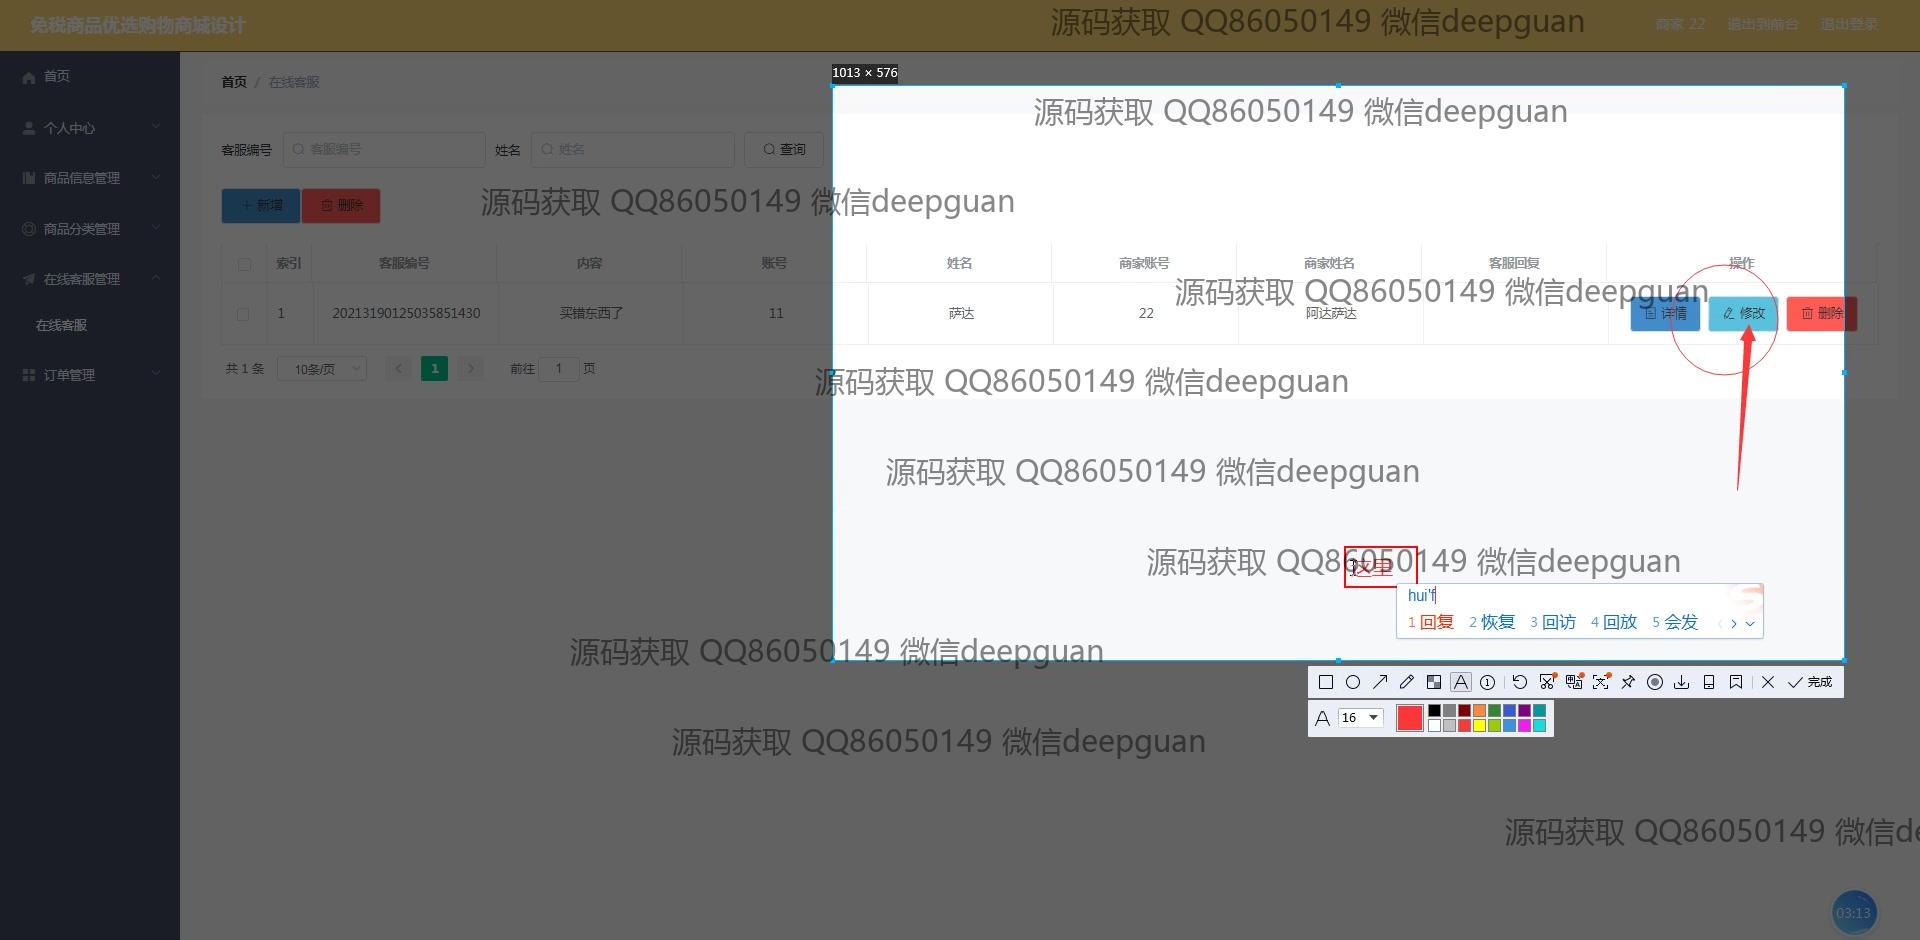 免税商品优选购物商城设计
源码获取 QQ86050149 微信deepguan
商家 22 退出到前台 退出登录
首页
个人中心
商品信息管理
商品分类管理
在线客服管理
在线客服
订单管理
首页 / 在线客服
1013 × 576
源码获取 QQ86050149 微信deepguan
客服编号 客服编号 姓名 姓名 查询
新增 删除
源码获取 QQ86050149 微信deepguan
索引 客服编号 内容 账号 姓名 商家账号 商家姓名 客服回复 操作
源码获取 QQ86050149 微信deepguan
1 20213190125035851430 买错东西了 11 萨达 22 阿达萨达 详情 修改 删除
共 1 条 10条/页 1 前往 1 页
源码获取 QQ86050149 微信deepguan
源码获取 QQ86050149 微信deepguan
源码获取 QQ86050149 微信deepguan
这里
hui'f
1 回复 2 恢复 3 回访 4 回放 5 会发
源码获取 QQ86050149 微信deepguan
完成
A 16
源码获取 QQ86050149 微信deepguan
源码获取 QQ86050149 微信de
03:13